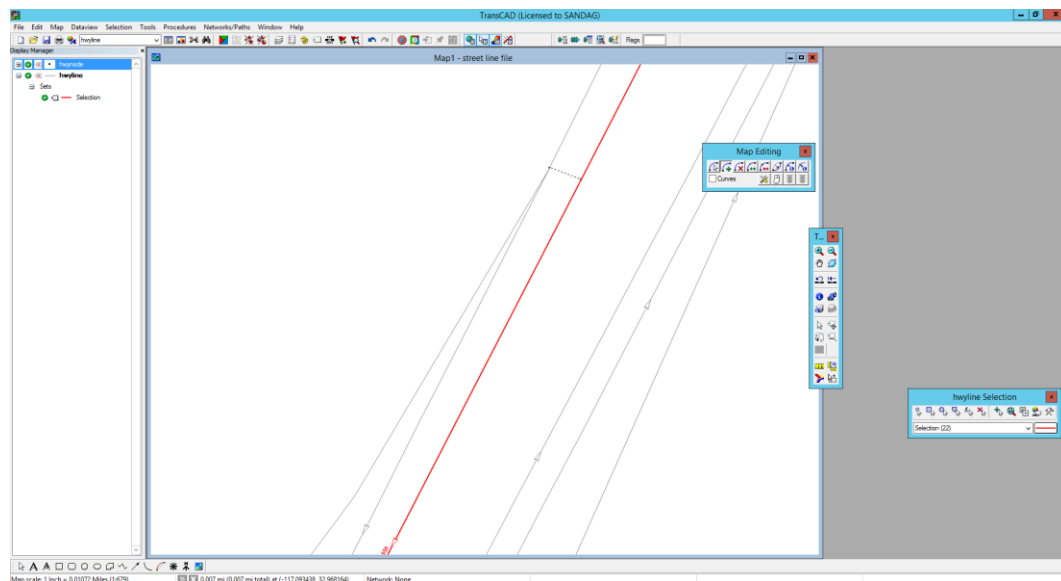 TransCAD (Licensed to SANDAG)
File Edit Map Dataview Selection Tools Procedures Networks/Paths Window Help
hwyline
Rags
Display Manager
Map1 - street line file
hwynode
hwyline
Sets
Selection
Map Editing
Curves
T...
hwyline Selection
Selection (22)
Map scale: 1 Inch = 0.01072 Miles (1:679)
0.007 mi (0.007 mi total) at (-117.093438, 32.968164)
Network: None